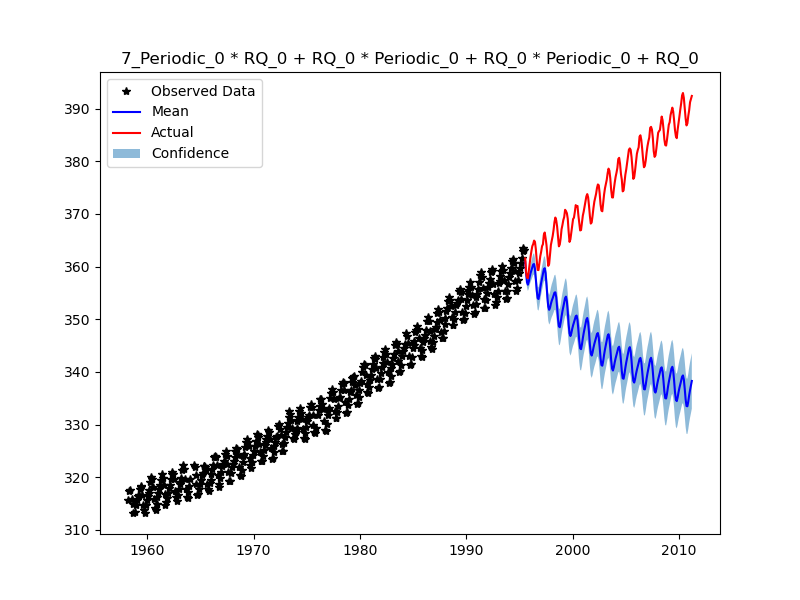 7_Periodic_0 * RQ_0 + RQ_0 * Periodic_0 + RQ_0 * Periodic_0 + RQ_0
Observed Data
Mean
Actual
Confidence
390
380
370
360
350
340
330
320
310
1960 1970 1980 1990 2000 2010